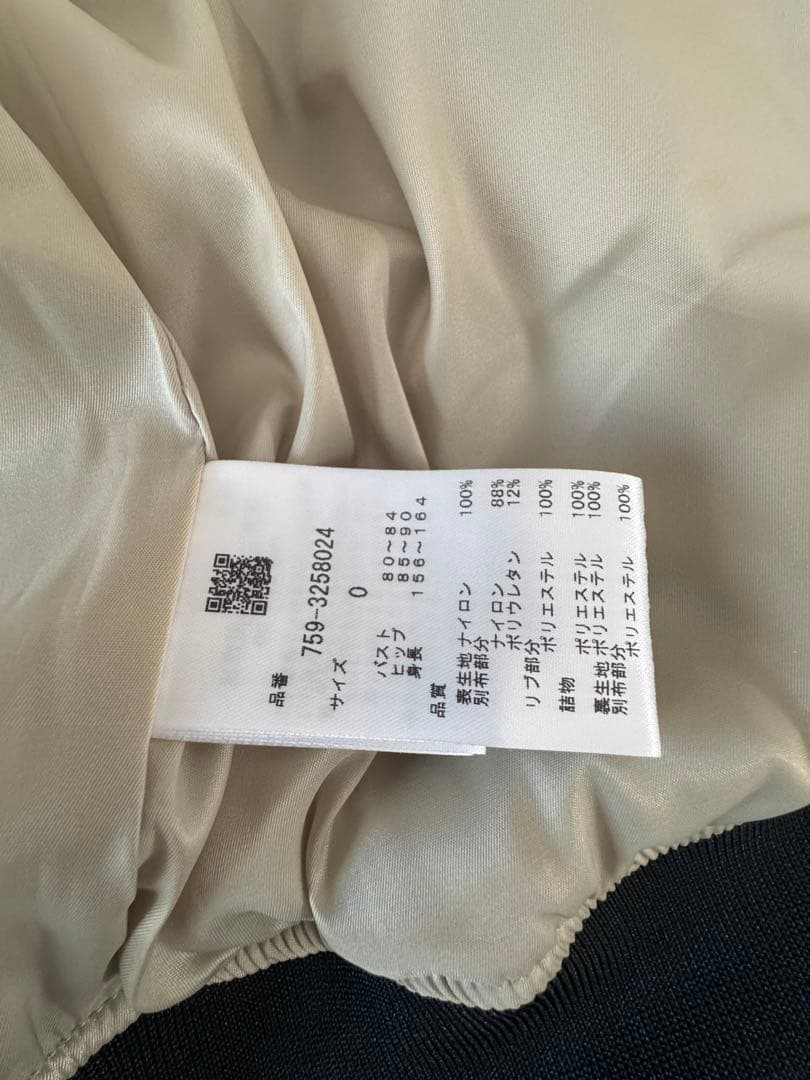 品番
759-3258024
サイズ
0
バスト 80～84
ヒップ 85～90
身長 156～164
品質
表生地 ナイロン 100%
別布部分
ナイロン 88%
ポリウレタン 12%
リブ部分
ポリエステル 100%
詰物
ポリエステル 100%
裏生地 ポリエステル 100%
別布部分
ポリエステル 100%